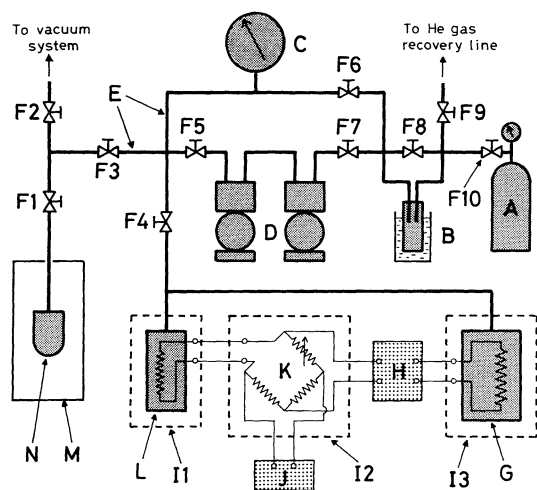 To vacuum
system
To He gas
recovery line
C
F6
F2
E
F9
F5
F7
F8
F3
F1
F10
A
D
B
F4
K
H
N
M
L
I1
J
I2
I3
G